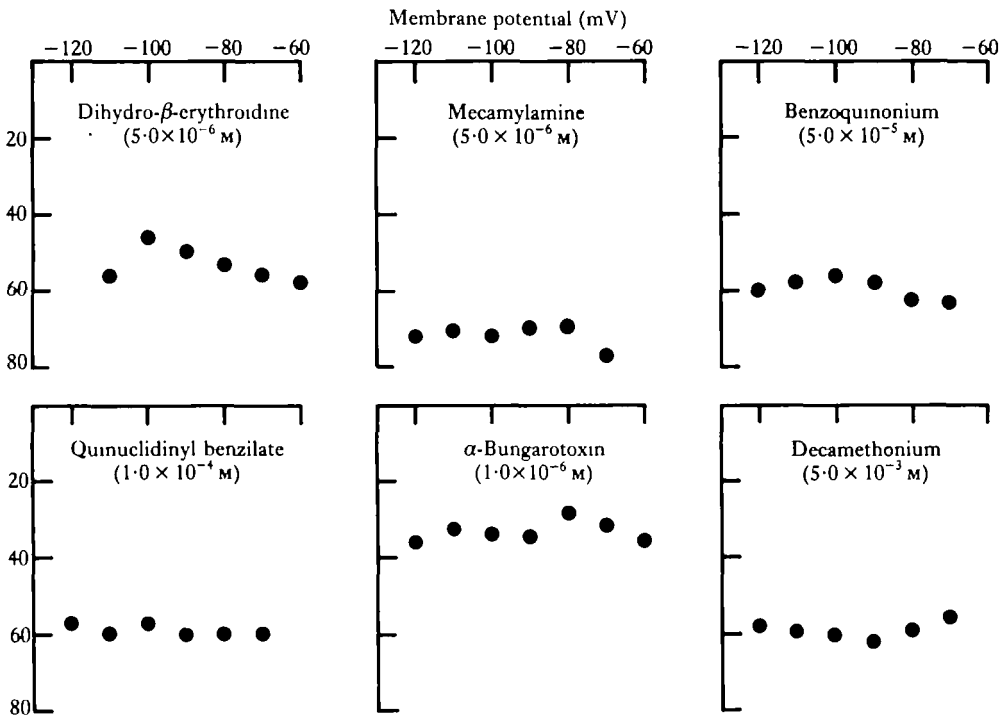 Membrane potential (mV)
−120 −100 −80 −60 −120 −100 −80 −60 −120 −100 −80 −60
Dihydro-β-erythroidine
(5·0×10⁻⁶ M)
Mecamylamine
(5·0×10⁻⁶ M)
Benzoquinonium
(5·0×10⁻⁵ M)
20
40
60
80
Quinuclidinyl benzilate
(1·0×10⁻⁴ M)
α-Bungarotoxin
(1·0×10⁻⁶ M)
Decamethonium
(5·0×10⁻³ M)
20
40
60
80